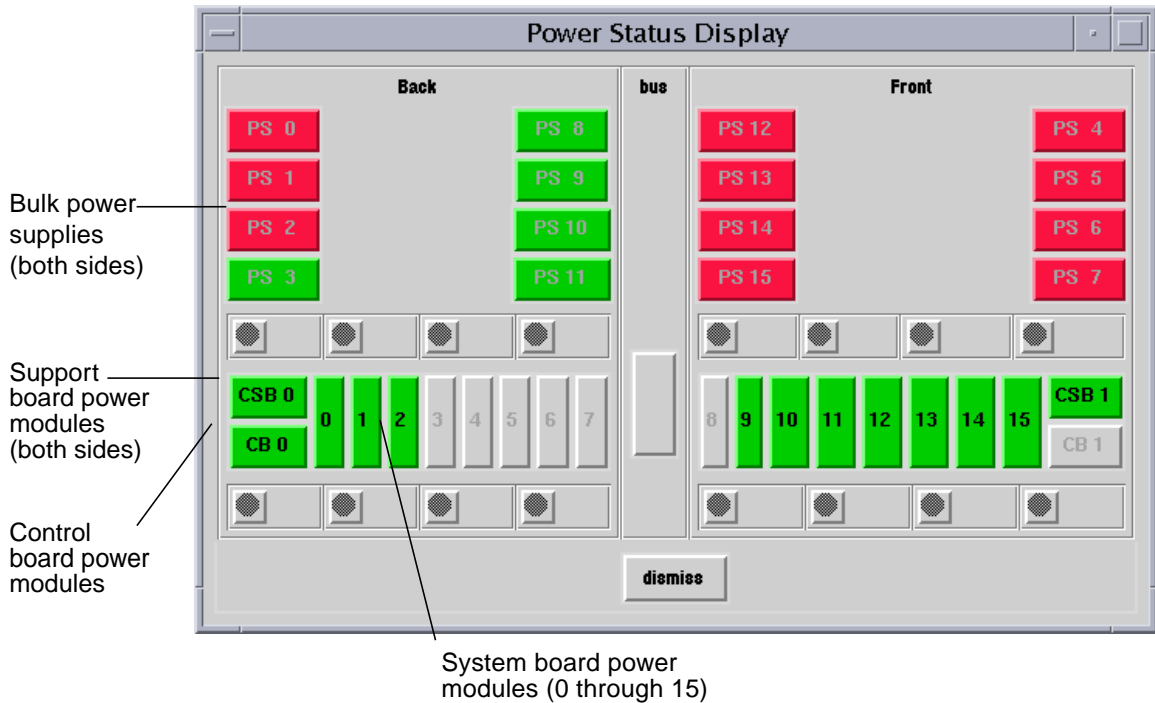 Power Status Display
Back
bus
Front
PS 0
PS 8
PS 12
PS 4
PS 1
PS 9
PS 13
PS 5
PS 2
PS 10
PS 14
PS 6
PS 3
PS 11
PS 15
PS 7
CSB 0
CB 0
0 1 2 3 4 5 6 7
8 9 10 11 12 13 14 15
CSB 1
CB 1
dismiss
Bulk power
supplies
(both sides)
Support
board power
modules
(both sides)
Control
board power
modules
System board power
modules (0 through 15)